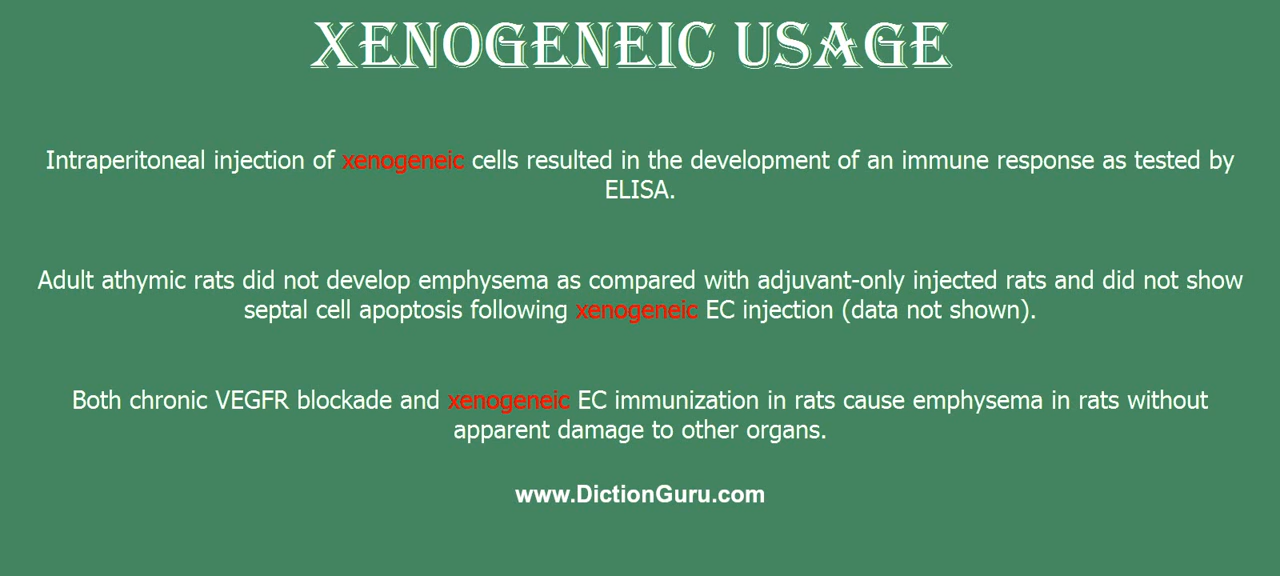 XENOGENEIC USAGE
Intraperitoneal injection of xenogeneic cells resulted in the development of an immune response as tested by
ELISA.
Adult athymic rats did not develop emphysema as compared with adjuvant-only injected rats and did not show
septal cell apoptosis following xenogeneic EC injection (data not shown).
Both chronic VEGFR blockade and xenogeneic EC immunization in rats cause emphysema in rats without
apparent damage to other organs.
www.DictionGuru.com